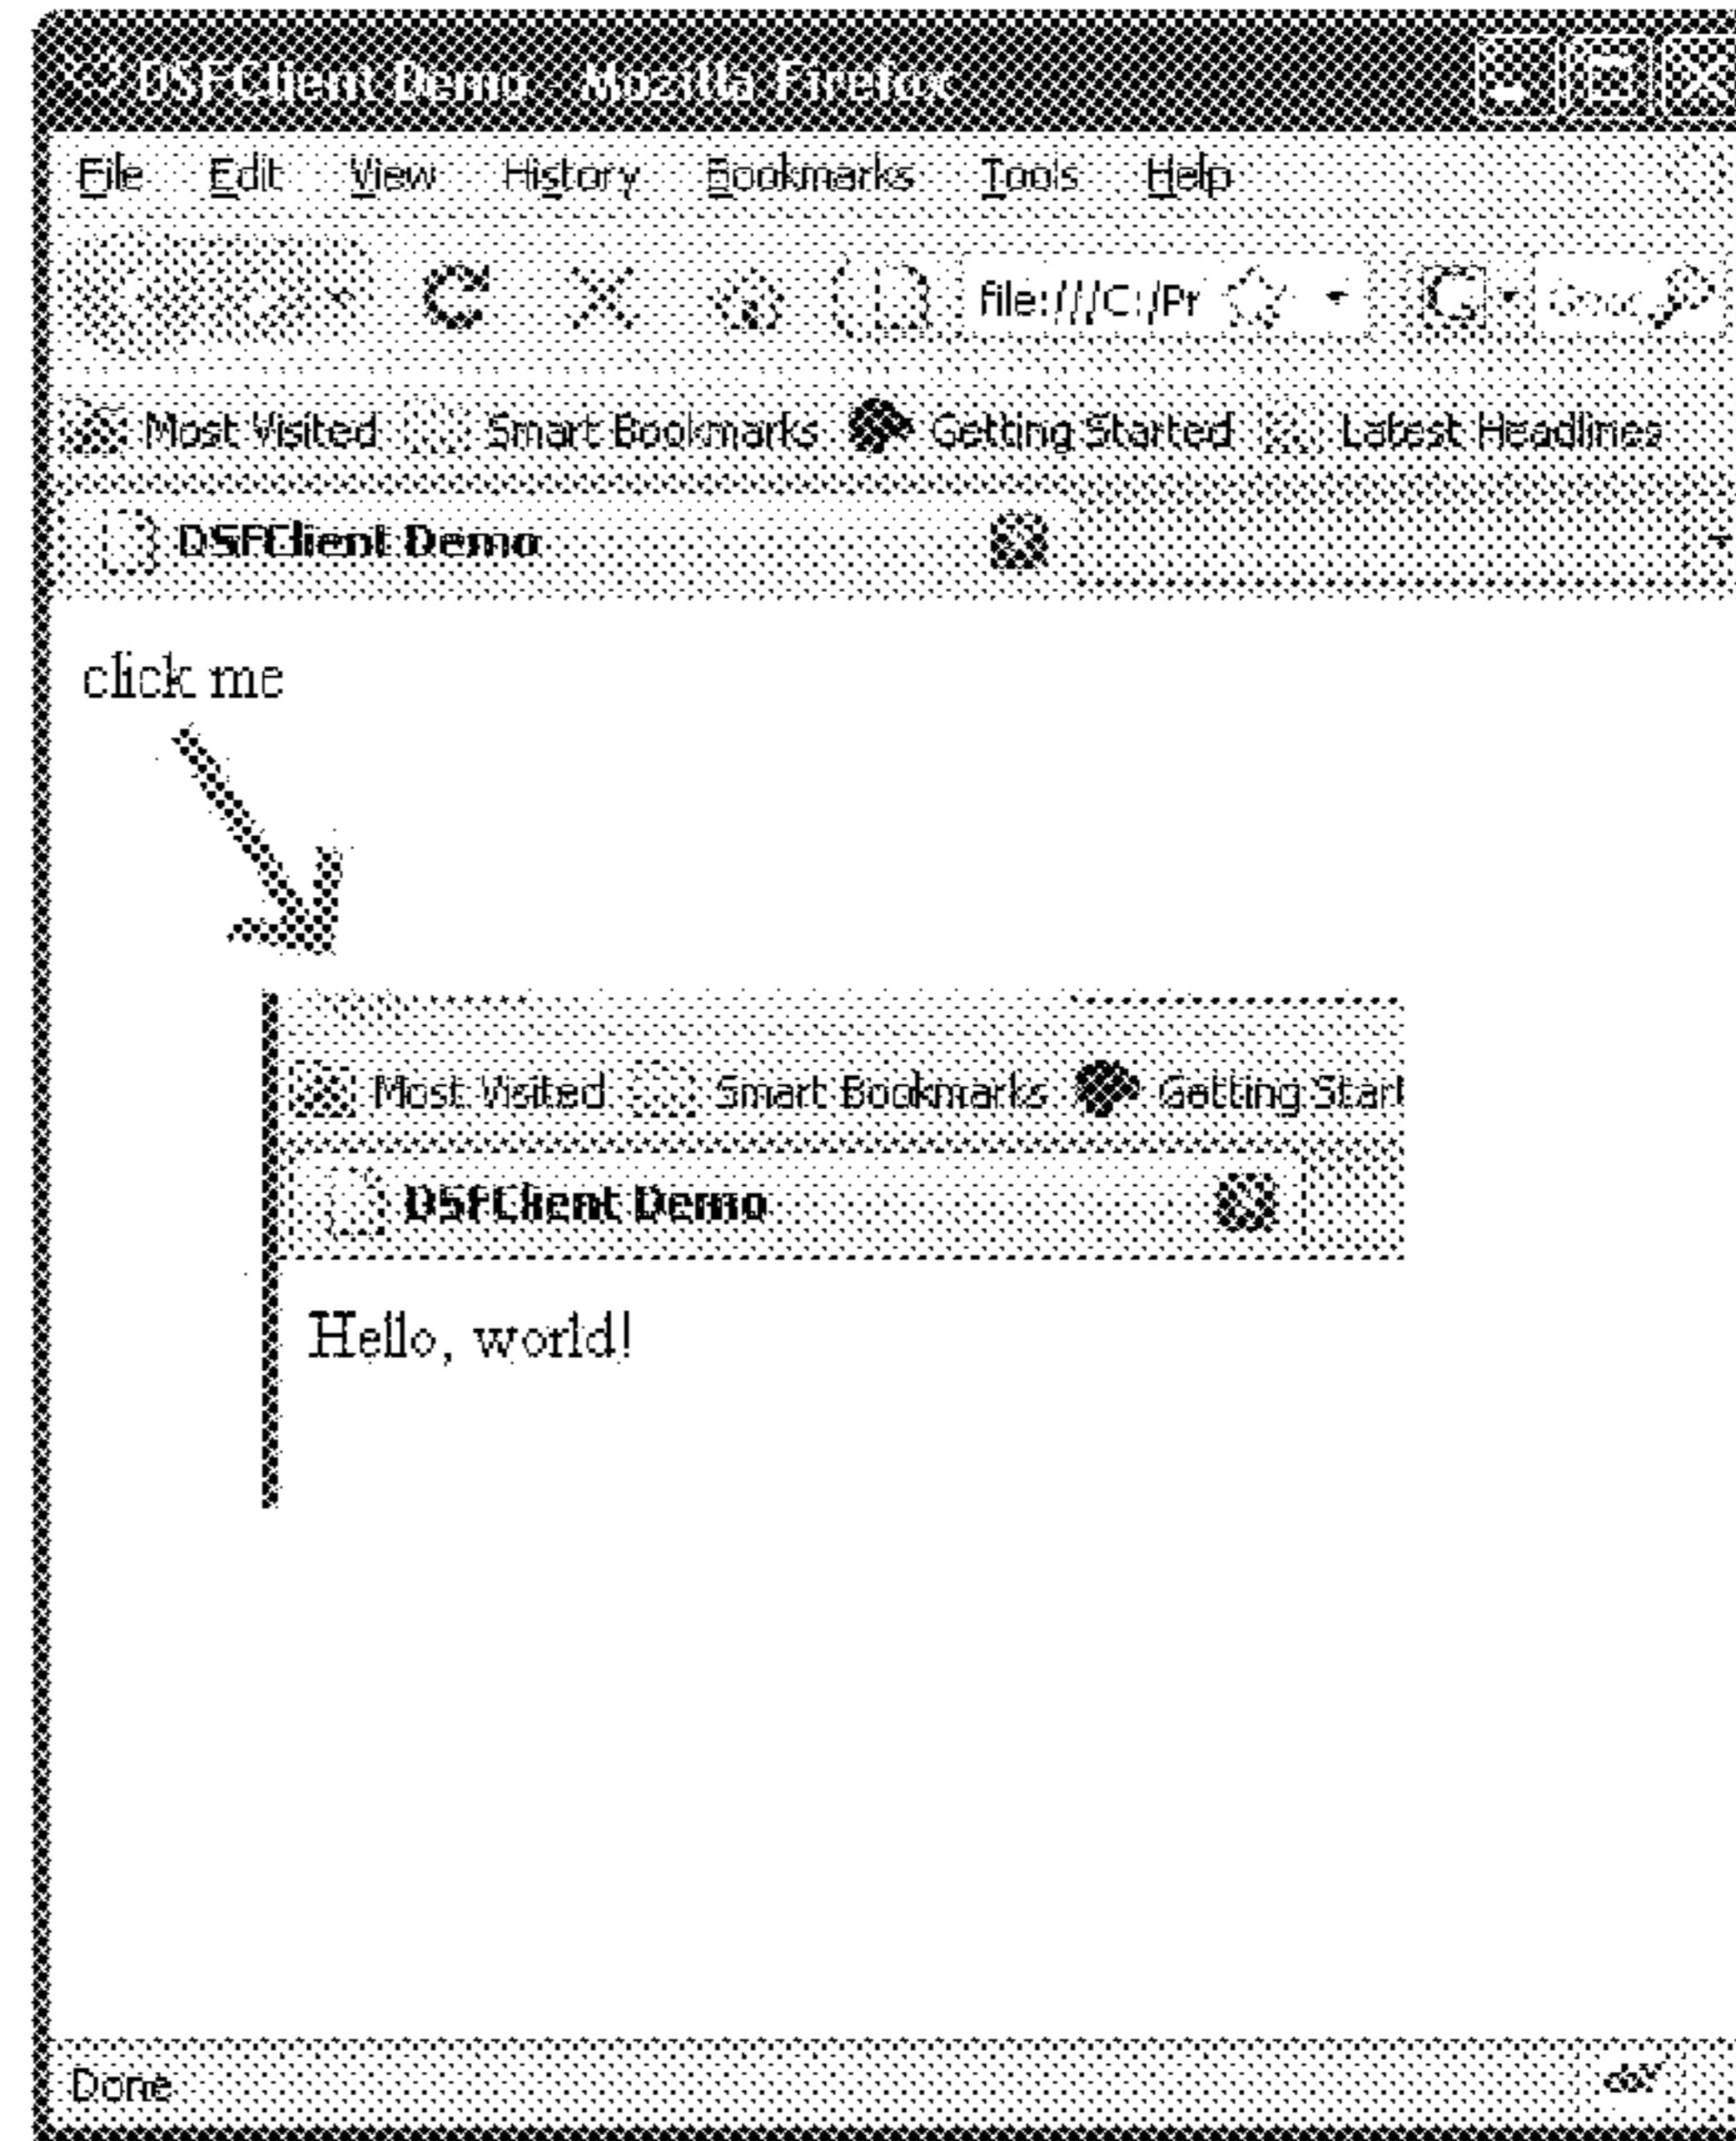 DSFClient Demo - Mozilla Firefox
File Edit View History Bookmarks Tools Help
file:///C:/Pr
Most Visited Smart Bookmarks Getting Started Latest Headlines
DSFClient Demo
click me
Most Visited Smart Bookmarks Getting Start
DSFClient Demo
Hello, world!
Done